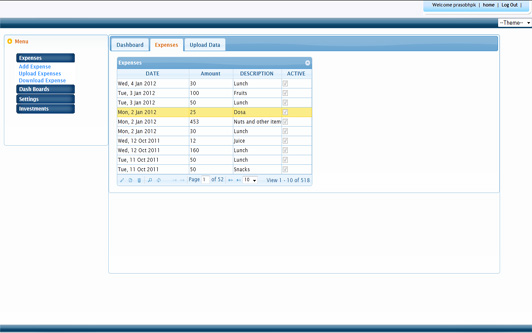 Welcome prasobhpk | home | Log Out |
--Theme--
Menu
Expenses
Add Expense
Upload Expenses
Download Expense
Dash Boards
Settings
Investments
Dashboard Expenses Upload Data
Expenses
DATE Amount DESCRIPTION ACTIVE
Wed, 4 Jan 2012 30 Lunch
Tue, 3 Jan 2012 100 Fruits
Tue, 3 Jan 2012 50 Lunch
Mon, 2 Jan 2012 25 Dosa
Mon, 2 Jan 2012 453 Nuts and other item
Mon, 2 Jan 2012 30 Lunch
Wed, 12 Oct 2011 12 Juice
Wed, 12 Oct 2011 160 Lunch
Tue, 11 Oct 2011 50 Lunch
Tue, 11 Oct 2011 50 Snacks
Page 1 of 52 10 View 1 - 10 of 518